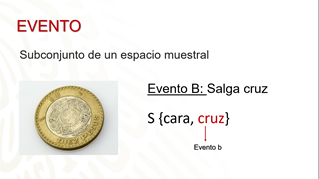 EVENTO
Subconjunto de un espacio muestral
Evento B: Salga cruz
S {cara, cruz}
Evento b